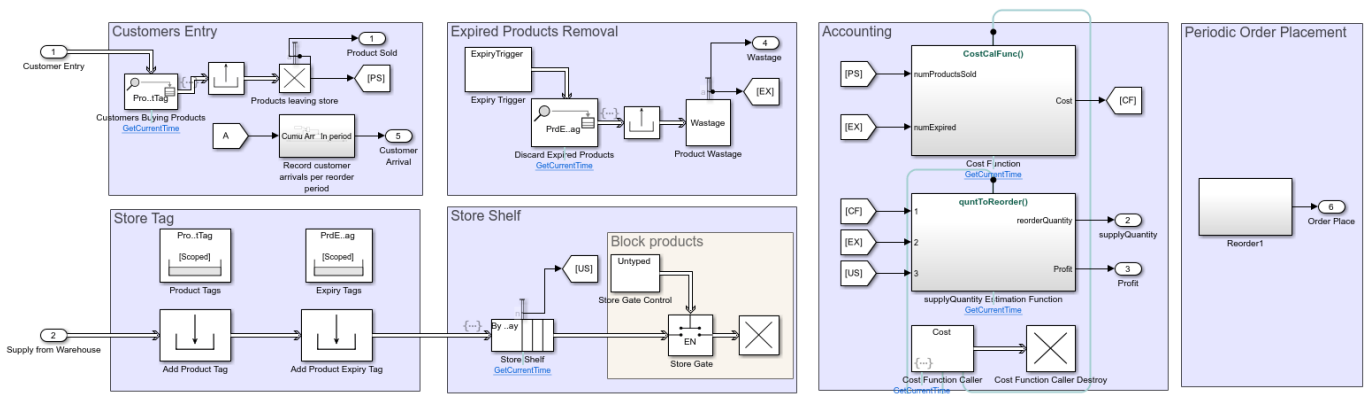 Customers Entry
1
Customer Entry
Pro..tTag
{...}
Customers Buying Products
GetCurrentTime
Products leaving store
1
Product Sold
[PS]
A
Cumu Arr
In period
Record customer
arrivals per reorder
period
5
Customer
Arrival
Expired Products Removal
ExpiryTrigger
Expiry Trigger
PrdE..ag
{...}
Discard Expired Products
GetCurrentTime
Wastage
Product Wastage
4
Wastage
[EX]
Accounting
CostCalFunc()
[PS]
numProductsSold
Cost
[CF]
[EX]
numExpired
Cost Function
GetCurrentTime
quntToReorder()
[CF]
1
reorderQuantity
2
supplyQuantity
[EX]
2
[US]
3
Profit
3
Profit
supplyQuantity Estimation Function
GetCurrentTime
Cost
{...}
Cost Function Caller
GetCurrentTime
Cost Function Caller Destroy
Periodic Order Placement
Reorder1
6
Order Place
Store Tag
Pro..tTag
[Scoped]
Product Tags
PrdE..ag
[Scoped]
Expiry Tags
2
Supply from Warehouse
Add Product Tag
Add Product Expiry Tag
Store Shelf
{...}
By ..ay
Store Shelf
GetCurrentTime
[US]
Block products
Untyped
Store Gate Control
EN
Store Gate